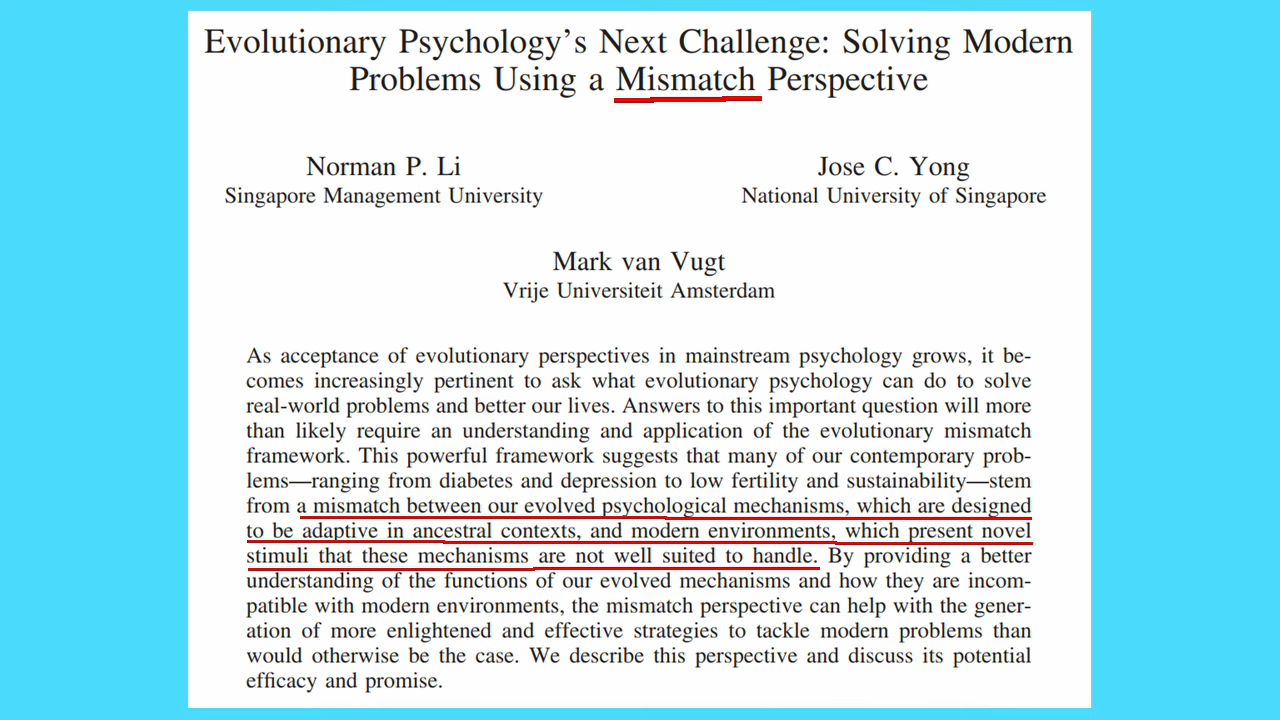 Evolutionary Psychology's Next Challenge: Solving Modern
Problems Using a Mismatch Perspective
Norman P. Li
Singapore Management University
Jose C. Yong
National University of Singapore
Mark van Vugt
Vrije Universiteit Amsterdam
As acceptance of evolutionary perspectives in mainstream psychology grows, it be-
comes increasingly pertinent to ask what evolutionary psychology can do to solve
real-world problems and better our lives. Answers to this important question will more
than likely require an understanding and application of the evolutionary mismatch
framework. This powerful framework suggests that many of our contemporary prob-
lems—ranging from diabetes and depression to low fertility and sustainability—stem
from a mismatch between our evolved psychological mechanisms, which are designed
to be adaptive in ancestral contexts, and modern environments, which present novel
stimuli that these mechanisms are not well suited to handle. By providing a better
understanding of the functions of our evolved mechanisms and how they are incom-
patible with modern environments, the mismatch perspective can help with the gener-
ation of more enlightened and effective strategies to tackle modern problems than
would otherwise be the case. We describe this perspective and discuss its potential
efficacy and promise.